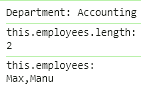 Department: Accounting
this.employees.length:
2
this.employees:
Max,Manu